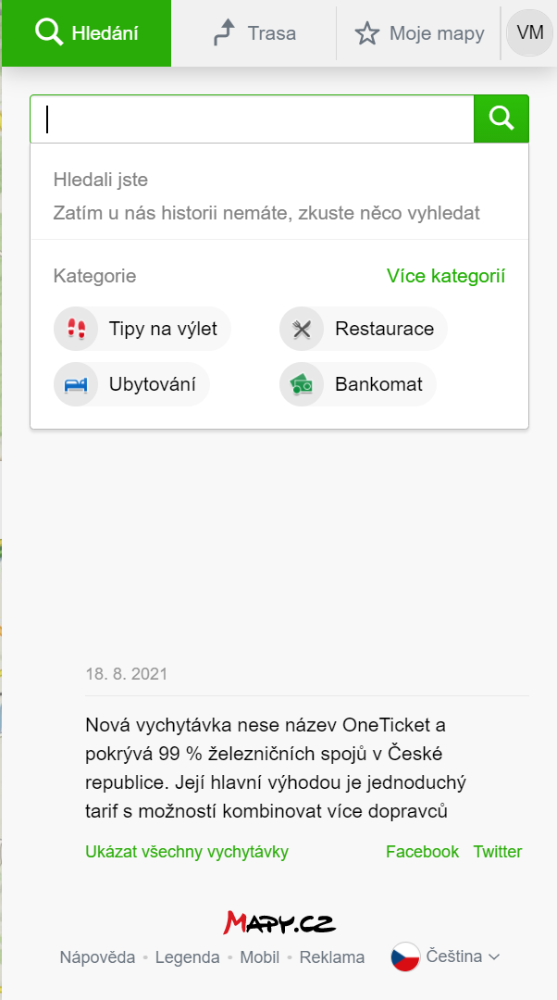 Hledání
Trasa
Moje mapy
VM
Hledali jste
Zatím u nás historii nemáte, zkuste něco vyhledat
Kategorie
Více kategorií
Tipy na výlet
Restaurace
Ubytování
Bankomat
18. 8. 2021
Nová vychytávka nese název OneTicket a
pokrývá 99 % železničních spojů v České
republice. Její hlavní výhodou je jednoduchý
tarif s možností kombinovat více dopravců
Ukázat všechny vychytávky
Facebook
Twitter
MAPY.CZ
Nápověda • Legenda • Mobil • Reklama
Čeština